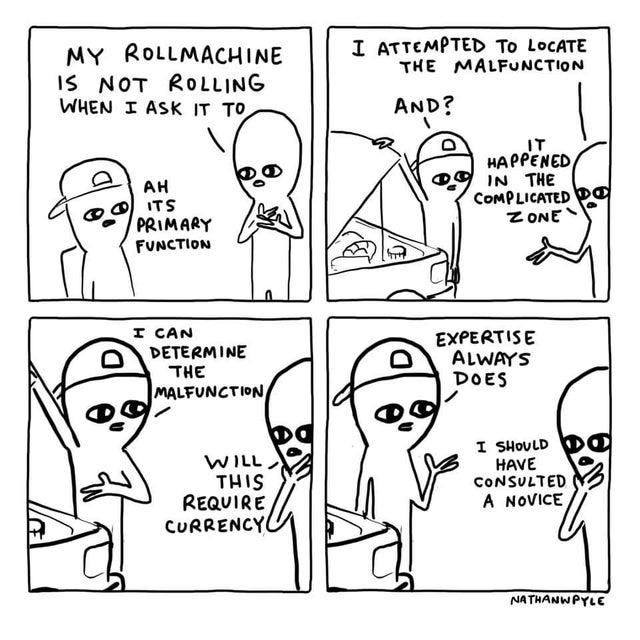 MY ROLLMACHINE
IS NOT ROLLING
WHEN I ASK IT TO
AH
ITS
PRIMARY
FUNCTION
I ATTEMPTED TO LOCATE
THE MALFUNCTION
AND?
IT
HAPPENED
IN THE
COMPLICATED
ZONE
I CAN
DETERMINE
THE
MALFUNCTION
WILL
THIS
REQUIRE
CURRENCY
EXPERTISE
ALWAYS
DOES
I SHOULD
HAVE
CONSULTED
A NOVICE
NATHANWPYLE